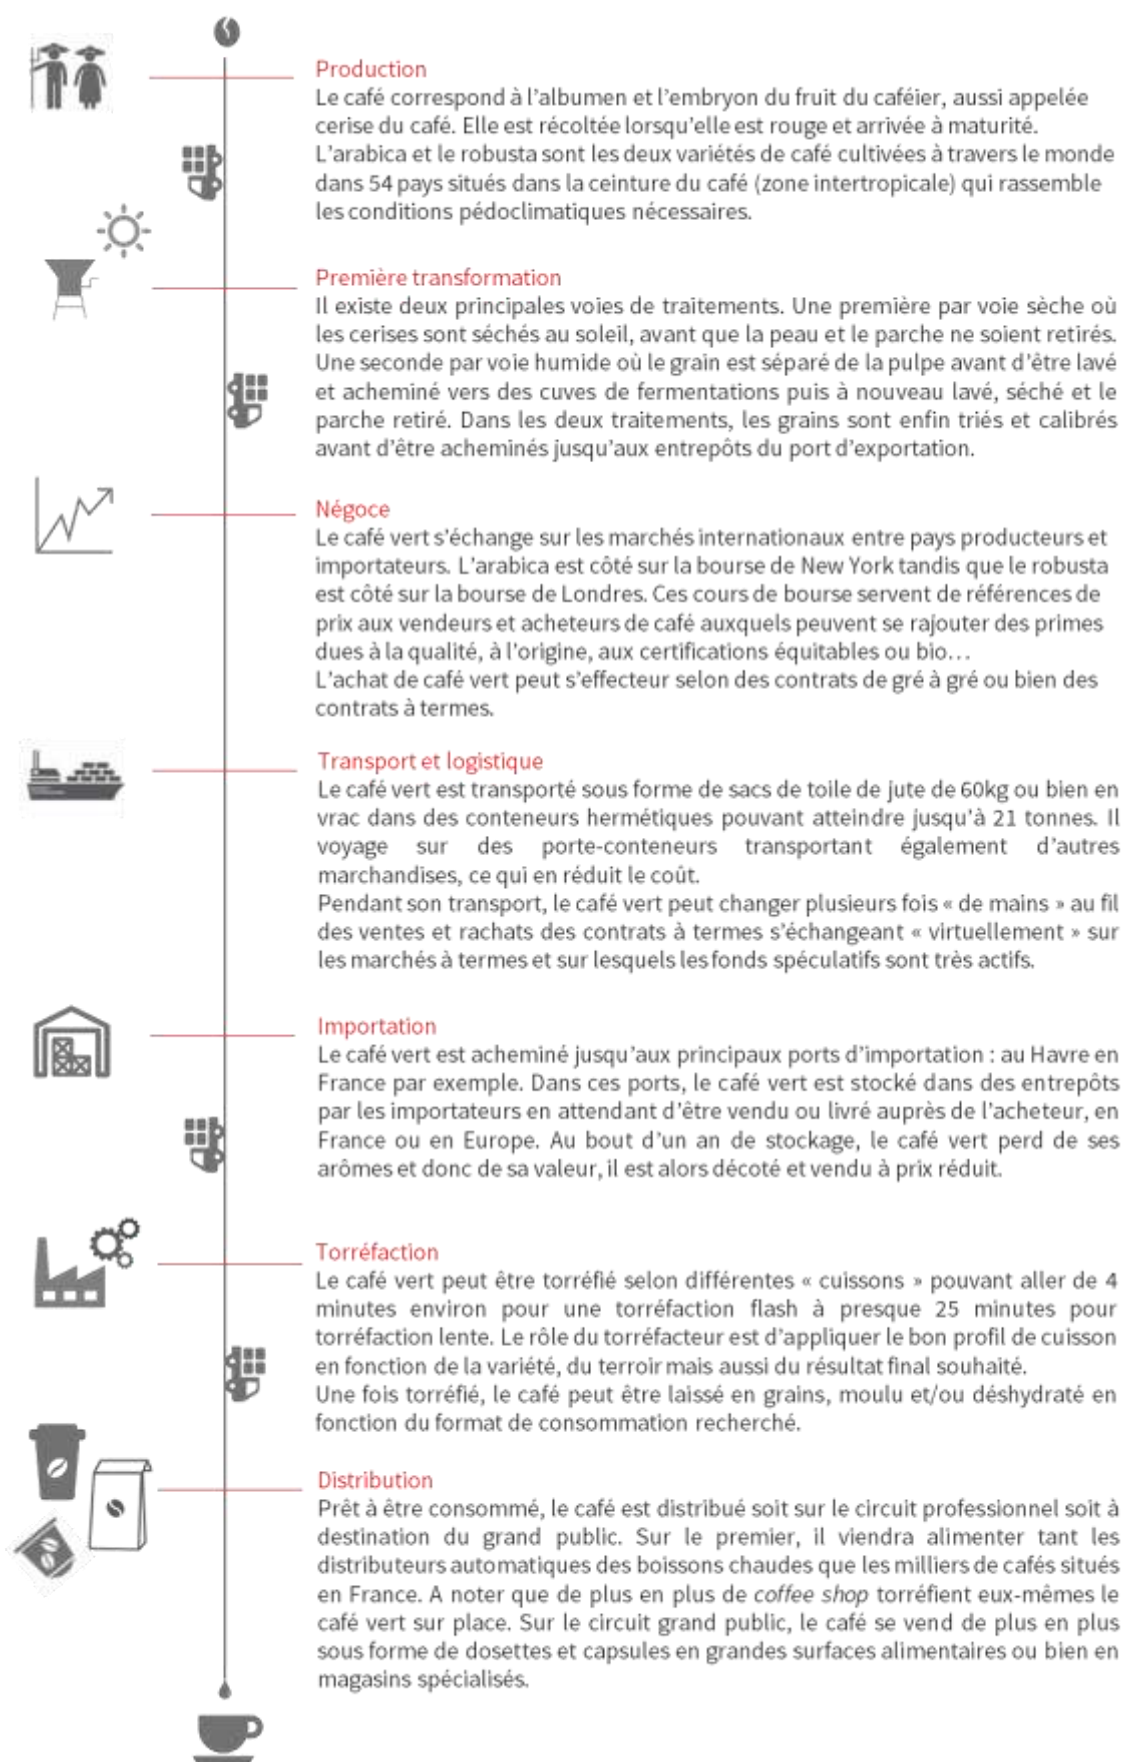 Production
Le café correspond à l'albumen et l'embryon du fruit du caféier, aussi appelée
cerise du café. Elle est récoltée lorsqu'elle est rouge et arrivée à maturité.
L'arabica et le robusta sont les deux variétés de café cultivées à travers le monde
dans 54 pays situés dans la ceinture du café (zone intertropicale) qui rassemble
les conditions pédoclimatiques nécessaires.
Première transformation
Il existe deux principales voies de traitements. Une première par voie sèche où
les cerises sont séchés au soleil, avant que la peau et le parche ne soient retirés.
Une seconde par voie humide où le grain est séparé de la pulpe avant d'être lavé
et acheminé vers des cuves de fermentations puis à nouveau lavé, séché et le
parche retiré. Dans les deux traitements, les grains sont enfin triés et calibrés
avant d'être acheminés jusqu'aux entrepôts du port d'exportation.
Négoce
Le café vert s'échange sur les marchés internationaux entre pays producteurs et
importateurs. L'arabica est côté sur la bourse de New York tandis que le robusta
est côté sur la bourse de Londres. Ces cours de bourse servent de références de
prix aux vendeurs et acheteurs de café auxquels peuvent se rajouter des primes
dues à la qualité, à l'origine, aux certifications équitables ou bio…
L'achat de café vert peut s'effecteur selon des contrats de gré à gré ou bien des
contrats à termes.
Transport et logistique
Le café vert est transporté sous forme de sacs de toile de jute de 60kg ou bien en
vrac dans des conteneurs hermétiques pouvant atteindre jusqu'à 21 tonnes. Il
voyage sur des porte-conteneurs transportant également d'autres
marchandises, ce qui en réduit le coût.
Pendant son transport, le café vert peut changer plusieurs fois « de mains » au fil
des ventes et rachats des contrats à termes s'échangeant « virtuellement » sur
les marchés à termes et sur lesquels les fonds spéculatifs sont très actifs.
Importation
Le café vert est acheminé jusqu'aux principaux ports d'importation : au Havre en
France par exemple. Dans ces ports, le café vert est stocké dans des entrepôts
par les importateurs en attendant d'être vendu ou livré auprès de l'acheteur, en
France ou en Europe. Au bout d'un an de stockage, le café vert perd de ses
arômes et donc de sa valeur, il est alors décoté et vendu à prix réduit.
Torréfaction
Le café vert peut être torréfié selon différentes « cuissons » pouvant aller de 4
minutes environ pour une torréfaction flash à presque 25 minutes pour
torréfaction lente. Le rôle du torréfacteur est d'appliquer le bon profil de cuisson
en fonction de la variété, du terroir mais aussi du résultat final souhaité.
Une fois torréfié, le café peut être laissé en grains, moulu et/ou déshydraté en
fonction du format de consommation recherché.
Distribution
Prêt à être consommé, le café est distribué soit sur le circuit professionnel soit à
destination du grand public. Sur le premier, il viendra alimenter tant les
distributeurs automatiques des boissons chaudes que les milliers de cafés situés
en France. A noter que de plus en plus de coffee shop torréfient eux-mêmes le
café vert sur place. Sur le circuit grand public, le café se vend de plus en plus
sous forme de dosettes et capsules en grandes surfaces alimentaires ou bien en
magasins spécialisés.